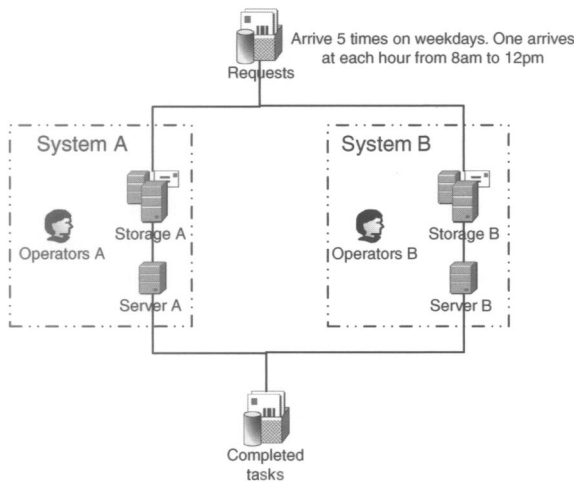 Arrive 5 times on weekdays. One arrives
at each hour from 8am to 12pm
Requests
System A
System B
Storage A
Storage B
Operators A
Operators B
Server A
Server B
Completed
tasks